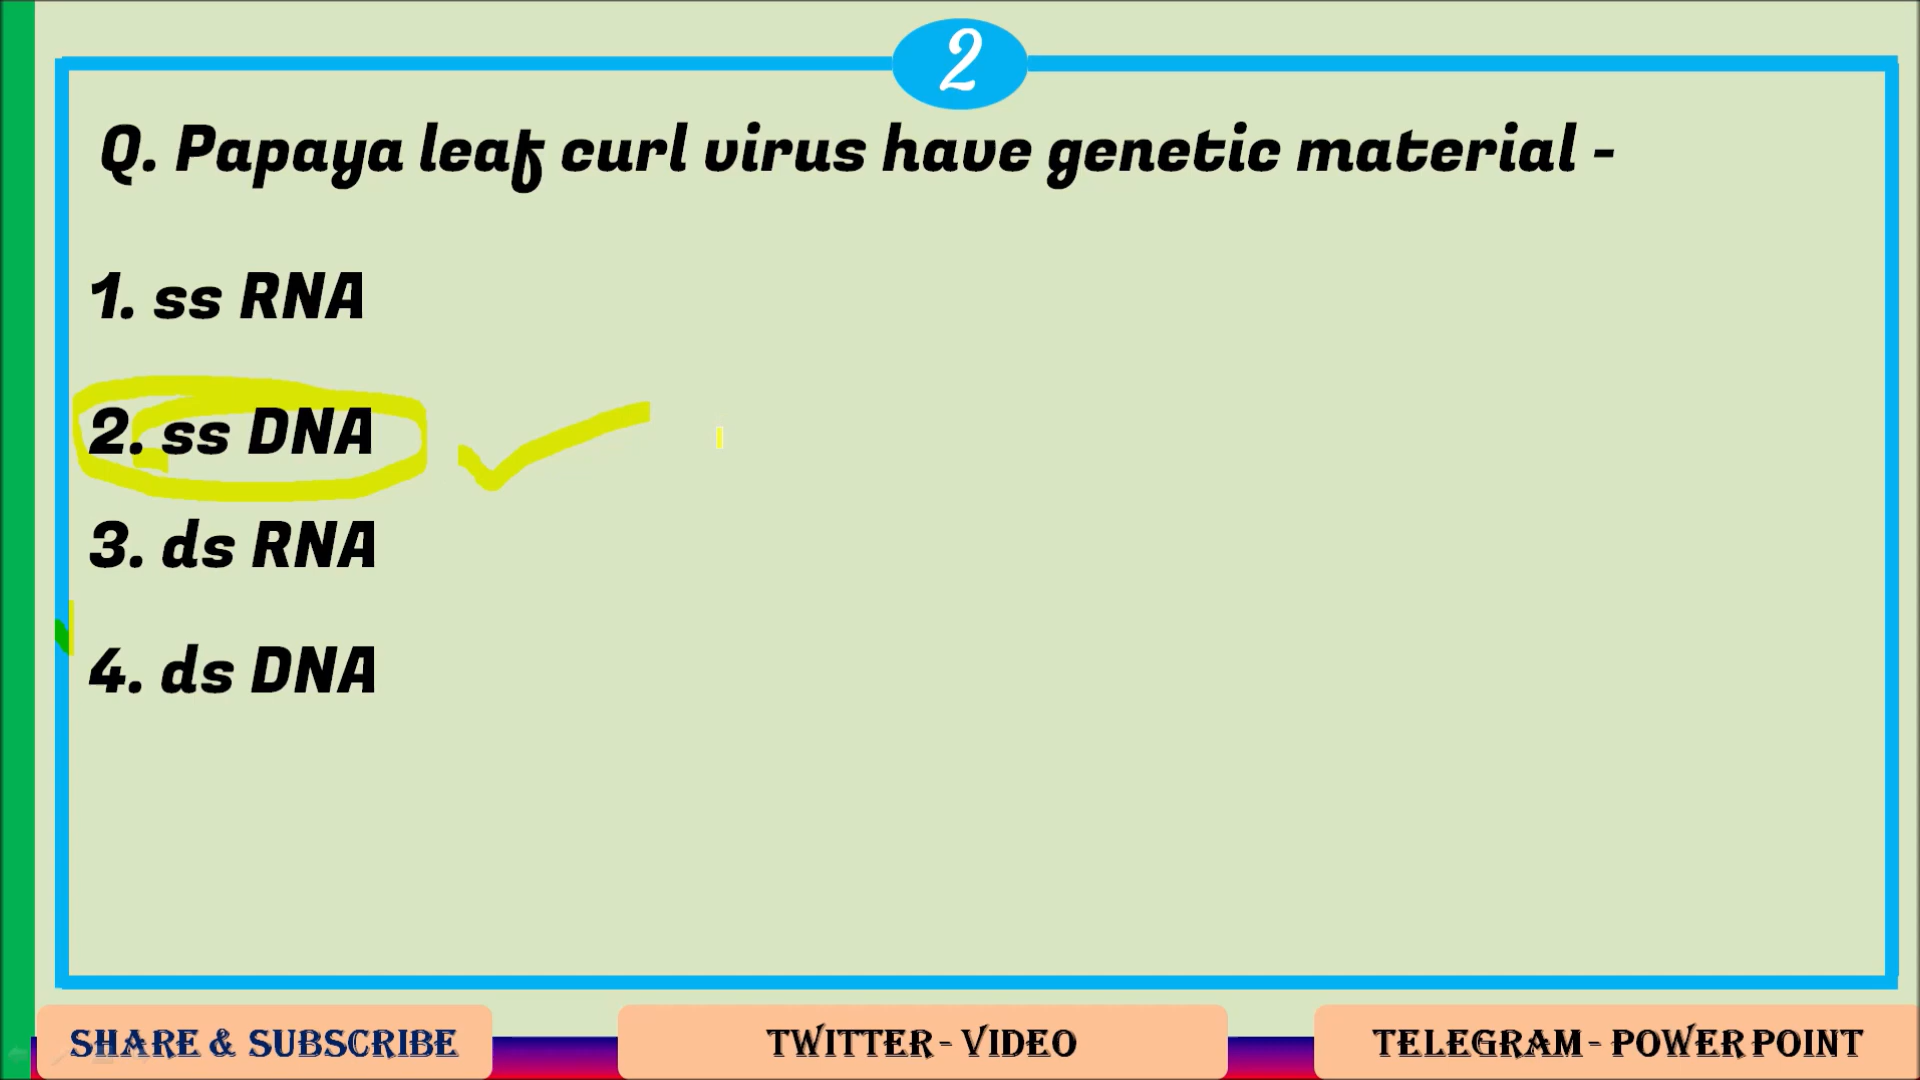 2
Q. Papaya leaf curl virus have genetic material -
1. ss RNA
2. ss DNA
3. ds RNA
4. ds DNA
SHARE & SUBSCRIBE
TWITTER - VIDEO
TELEGRAM - POWER POINT